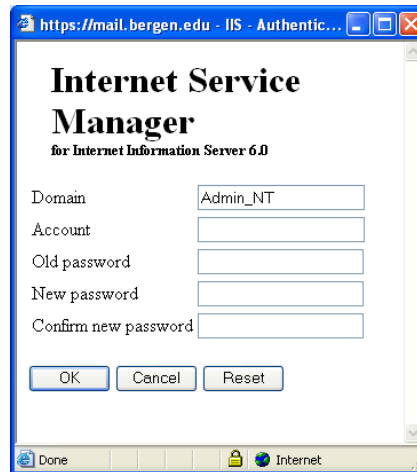 https://mail.bergen.edu - IIS - Authentic...
Internet Service
Manager
for Internet Information Server 6.0
Domain Admin_NT
Account
Old password
New password
Confirm new password
OK Cancel Reset
Done Internet